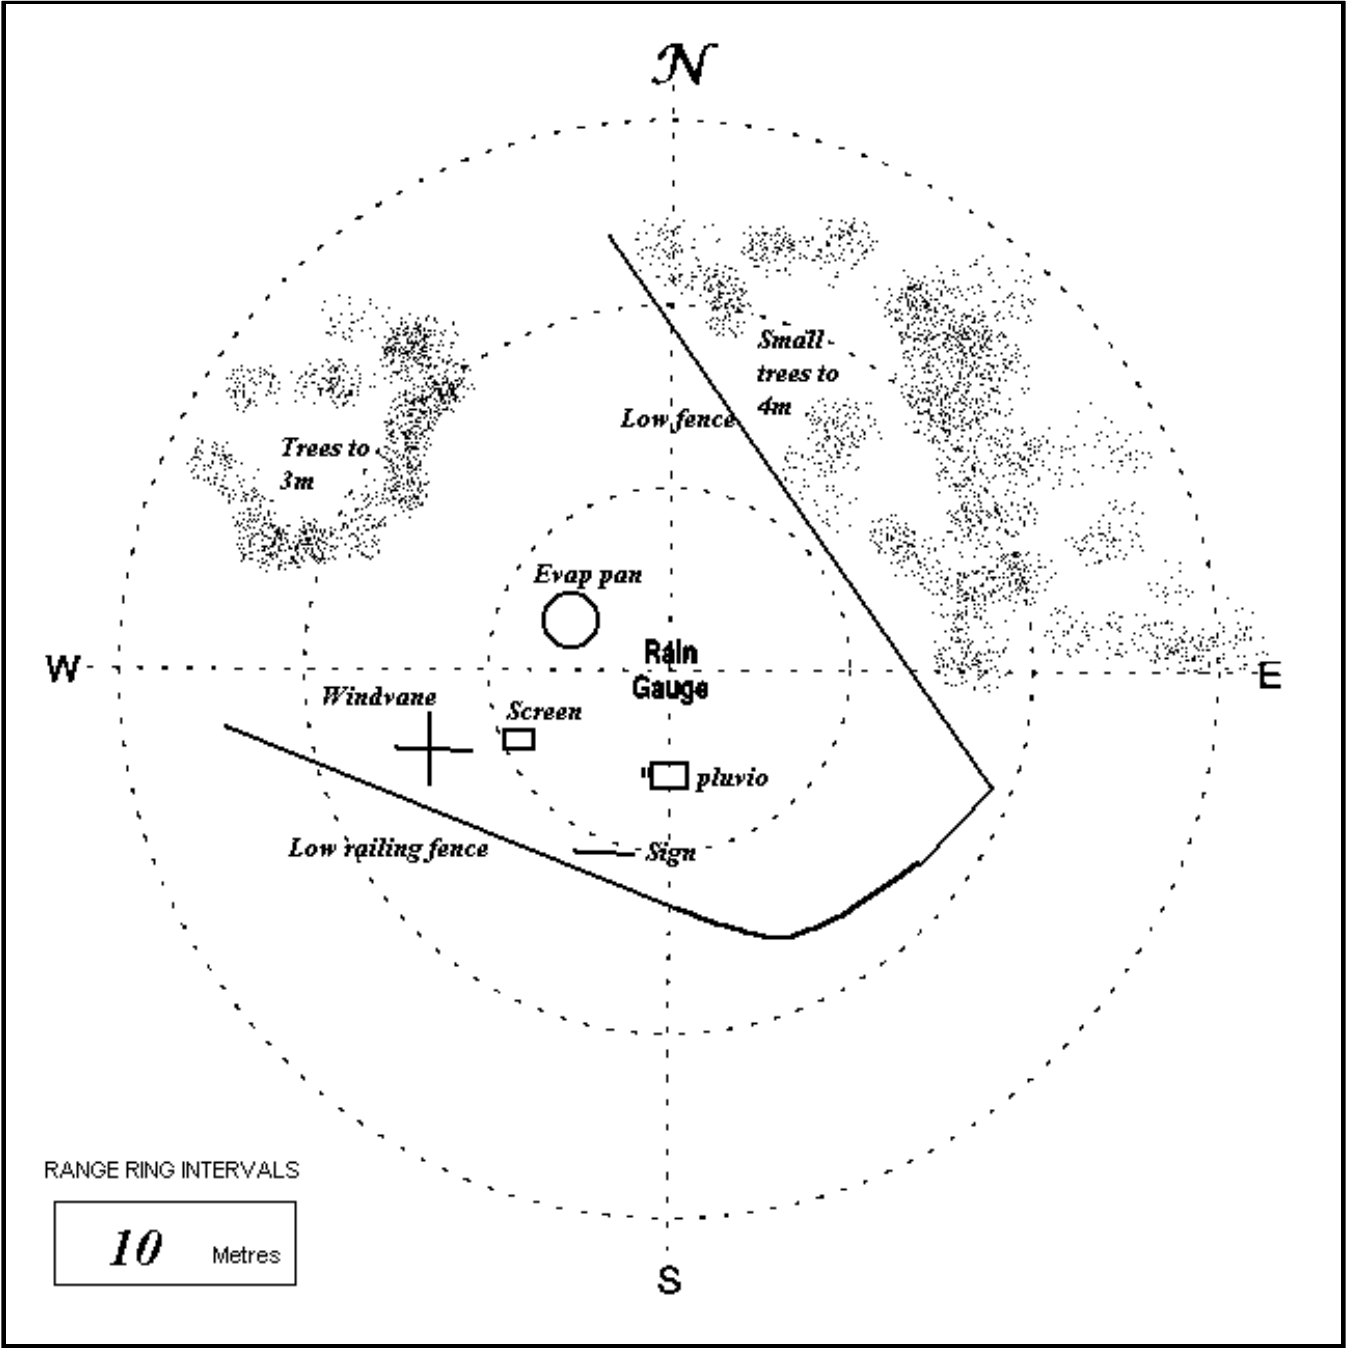 N
Small
trees to
4m
Low fence
Trees to
3m
Evap pan
Rain
Gauge
W
E
Windvane
Screen
pluvio
Low railing fence
Sign
RANGE RING INTERVALS
10 Metres
S